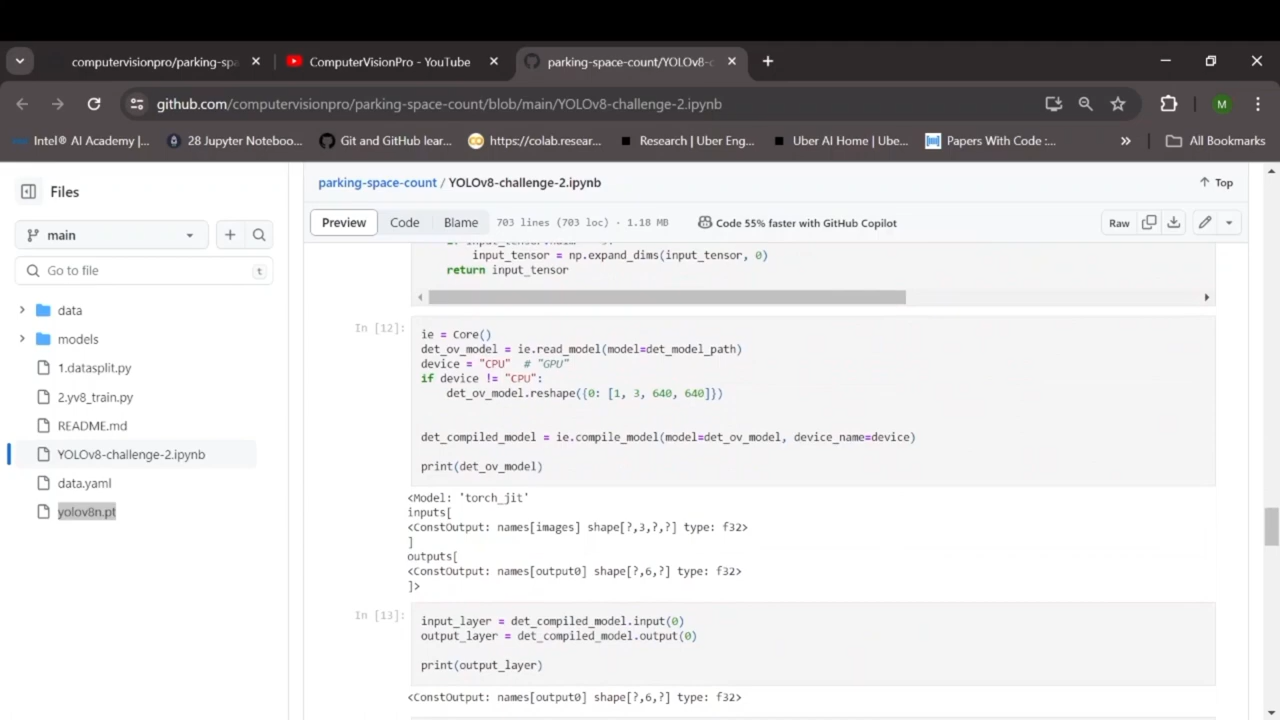 computervisionpro/parking-spa
ComputerVisionPro - YouTube
parking-space-count/YOLOv8-c
github.com/computervisionpro/parking-space-count/blob/main/YOLOv8-challenge-2.ipynb
M
Intel® AI Academy |...
28 Jupyter Noteboo...
Git and GitHub lear...
https://colab.resear...
Research | Uber Eng...
Uber AI Home | Ube...
Papers With Code :...
»
All Bookmarks
Files
parking-space-count / YOLOv8-challenge-2.ipynb
Top
main
Preview
Code
Blame
703 lines (703 loc) · 1.18 MB
Code 55% faster with GitHub Copilot
Raw
Go to file
t
data
models
1.datasplit.py
2.yv8_train.py
README.md
YOLOv8-challenge-2.ipynb
data.yaml
yolov8n.pt
input_tensor = np.expand_dims(input_tensor, 0)
return input_tensor
In [12]:
ie = Core()
det_ov_model = ie.read_model(model=det_model_path)
device = "CPU"  # "GPU"
if device != "CPU":
    det_ov_model.reshape({0: [1, 3, 640, 640]})
det_compiled_model = ie.compile_model(model=det_ov_model, device_name=device)
print(det_ov_model)
<Model: 'torch_jit'
inputs[
<ConstOutput: names[images] shape[?,3,?,?] type: f32>
]
outputs[
<ConstOutput: names[output0] shape[?,6,?] type: f32>
]>
In [13]:
input_layer = det_compiled_model.input(0)
output_layer = det_compiled_model.output(0)
print(output_layer)
<ConstOutput: names[output0] shape[?,6,?] type: f32>